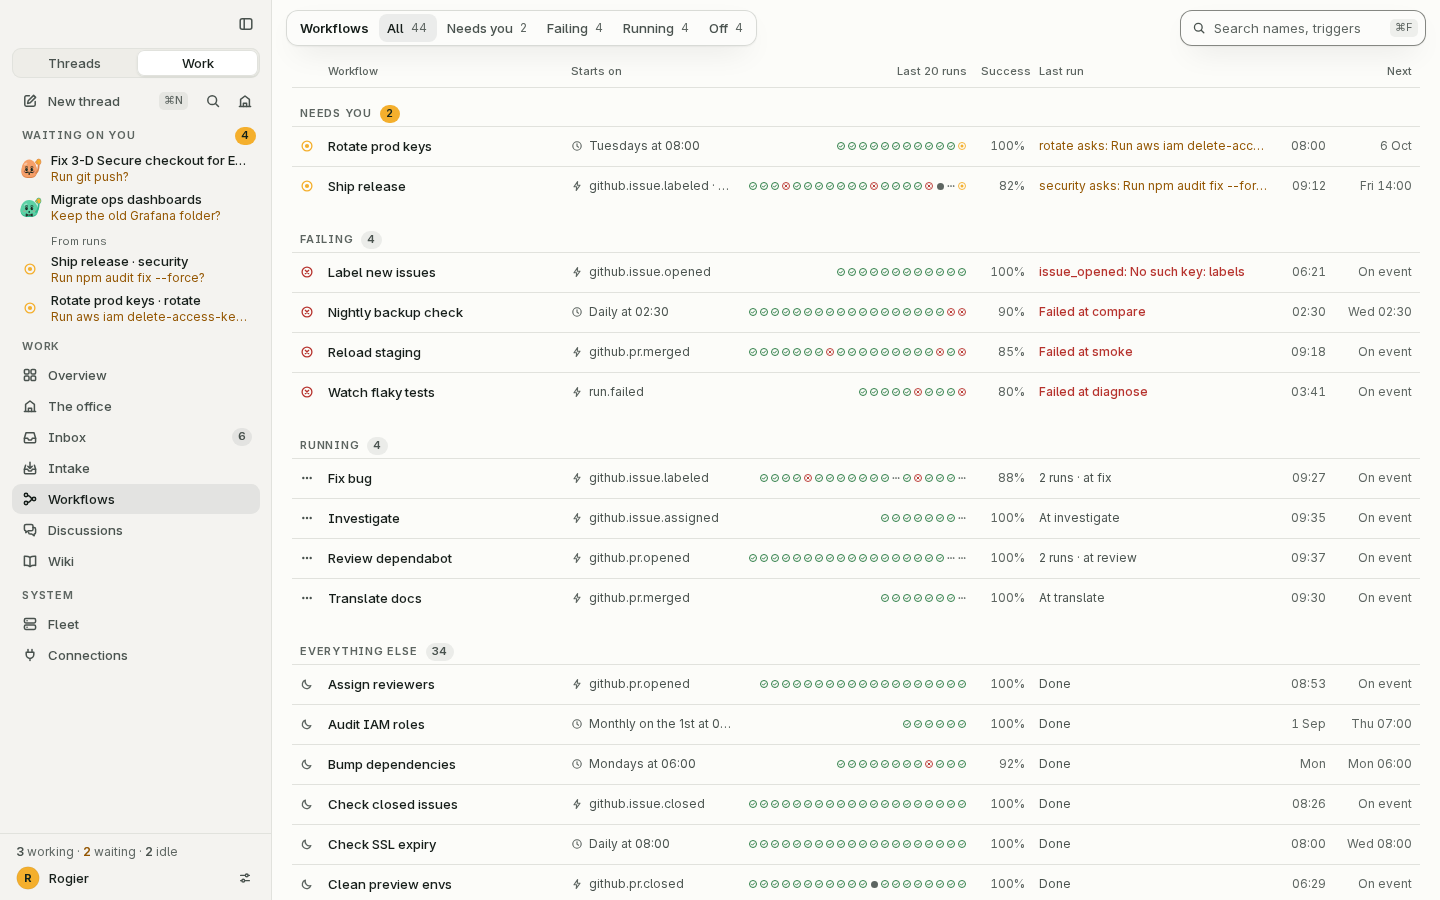 Threads
Work
New thread
⌘N
WAITING ON YOU
4
Fix 3-D Secure checkout for E…
Run git push?
Migrate ops dashboards
Keep the old Grafana folder?
From runs
Ship release · security
Run npm audit fix --force?
Rotate prod keys · rotate
Run aws iam delete-access-ke…
WORK
Overview
The office
Inbox 6
Intake
Workflows
Discussions
Wiki
SYSTEM
Fleet
Connections
3 working · 2 waiting · 2 idle
R Rogier
Workflows All 44 Needs you 2 Failing 4 Running 4 Off 4
Search names, triggers ⌘F
Workflow Starts on Last 20 runs Success Last run Next
NEEDS YOU 2
Rotate prod keys Tuesdays at 08:00 100% rotate asks: Run aws iam delete-acc… 08:00 6 Oct
Ship release github.issue.labeled · … 82% security asks: Run npm audit fix --for… 09:12 Fri 14:00
FAILING 4
Label new issues github.issue.opened 100% issue_opened: No such key: labels 06:21 On event
Nightly backup check Daily at 02:30 90% Failed at compare 02:30 Wed 02:30
Reload staging github.pr.merged 85% Failed at smoke 09:18 On event
Watch flaky tests run.failed 80% Failed at diagnose 03:41 On event
RUNNING 4
Fix bug github.issue.labeled 88% 2 runs · at fix 09:27 On event
Investigate github.issue.assigned 100% At investigate 09:35 On event
Review dependabot github.pr.opened 100% 2 runs · at review 09:37 On event
Translate docs github.pr.merged 100% At translate 09:30 On event
EVERYTHING ELSE 34
Assign reviewers github.pr.opened 100% Done 08:53 On event
Audit IAM roles Monthly on the 1st at 0… 100% Done 1 Sep Thu 07:00
Bump dependencies Mondays at 06:00 92% Done Mon Mon 06:00
Check closed issues github.issue.closed 100% Done 08:26 On event
Check SSL expiry Daily at 08:00 100% Done 08:00 Wed 08:00
Clean preview envs github.pr.closed 100% Done 06:29 On event